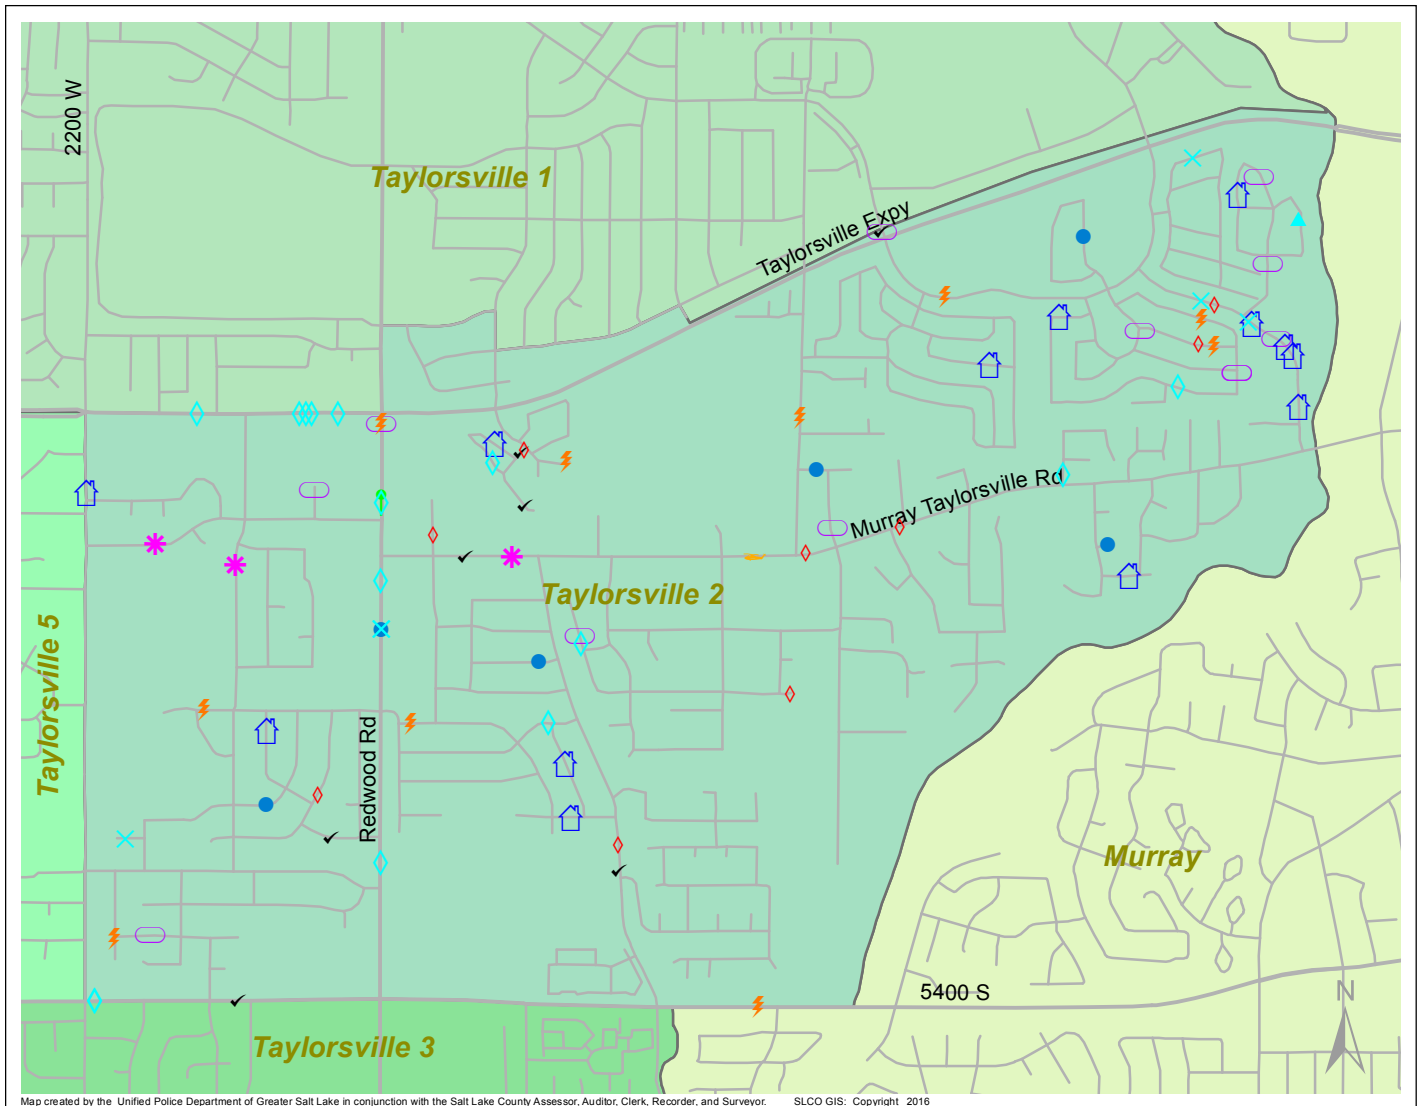 2200 W
Taylorsville 1
Taylorsville Expy
Murray Taylorsville Rd
Taylorsville 2
Taylorsville 5
Redwood Rd
Murray
5400 S
N
Taylorsville 3
Map created by the Unified Police Department of Greater Salt Lake in conjunction with the Salt Lake County Assessor, Auditor, Clerk, Recorder, and Surveyor. SLCO GIS: Copyright 2016